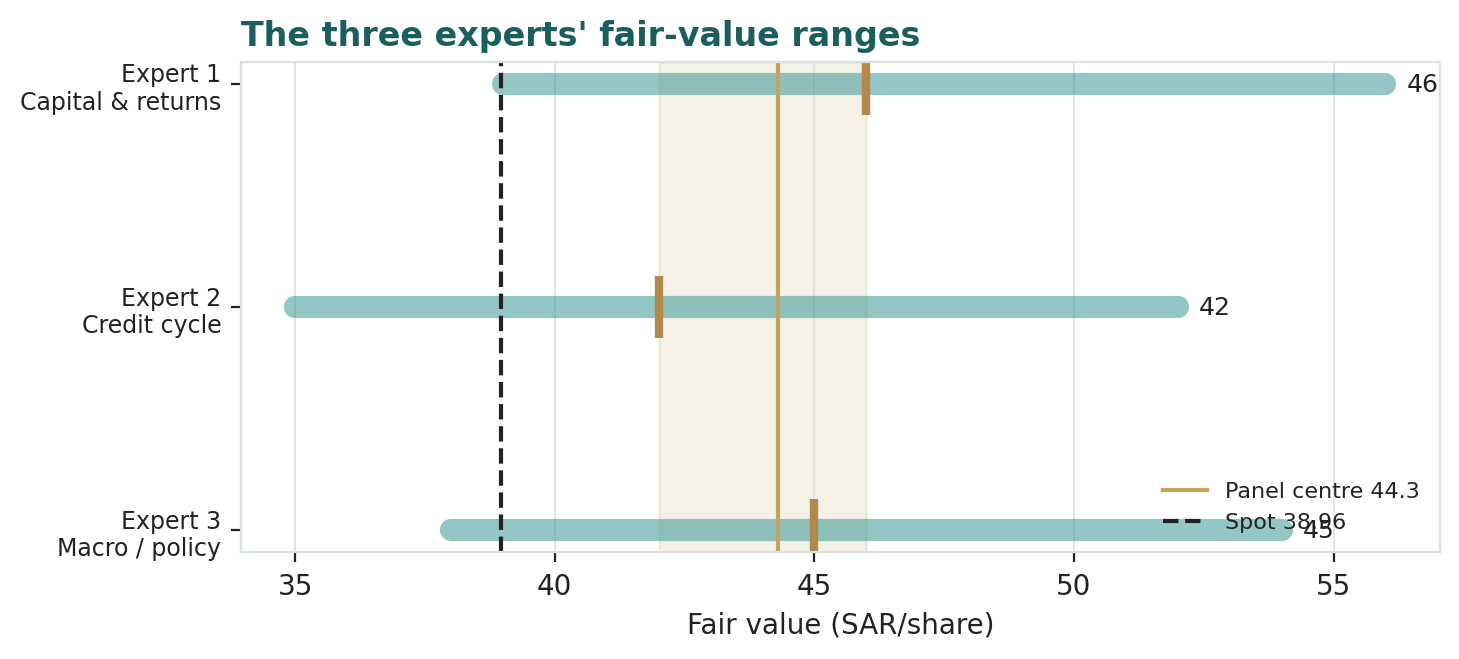 The three experts' fair-value ranges
Expert 1
Capital & returns
46
Expert 2
Credit cycle
42
Expert 3
Macro / policy
45
Panel centre 44.3
Spot 38.96
35
40
45
50
55
Fair value (SAR/share)